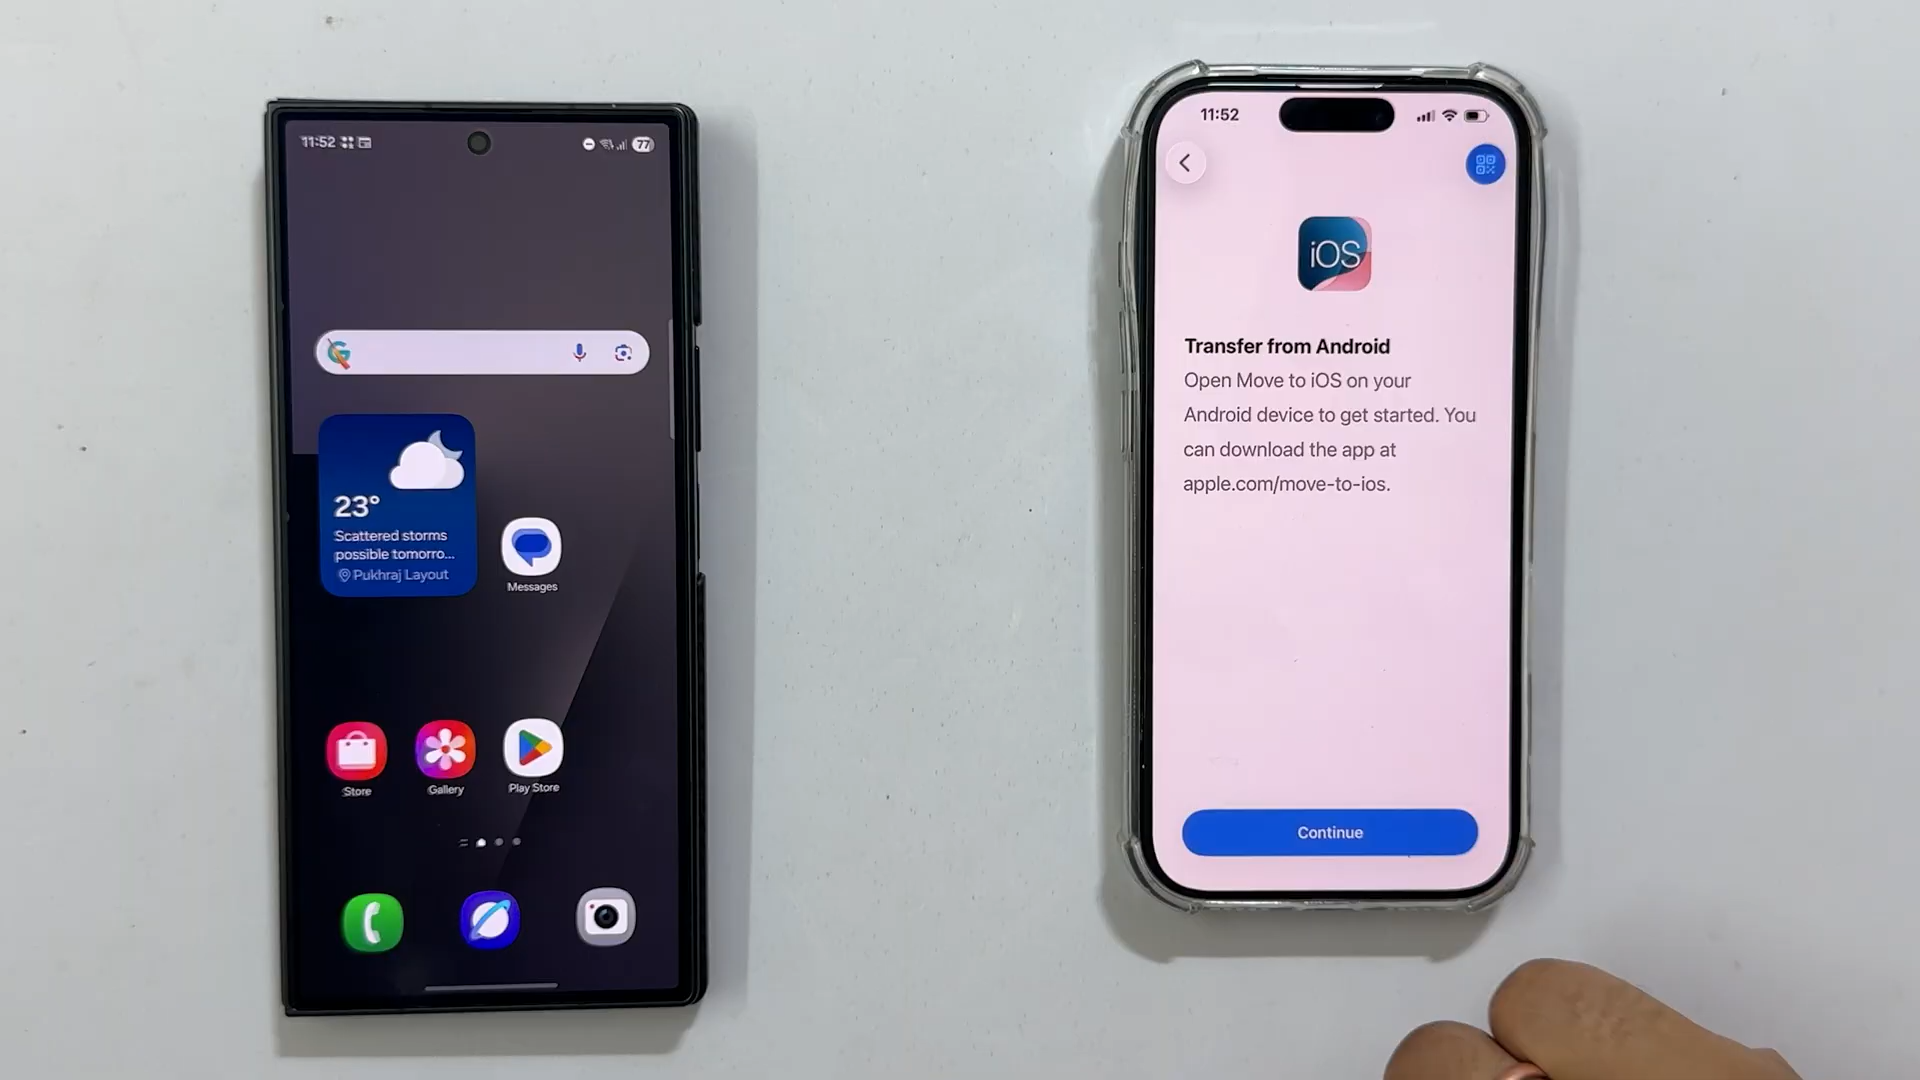 11:52
77
23°
Scattered storms
possible tomorro...
Pukhraj Layout
Messages
Store
Gallery
Play Store
11:52
iOS
Transfer from Android
Open Move to iOS on your
Android device to get started. You
can download the app at
apple.com/move-to-ios.
Continue